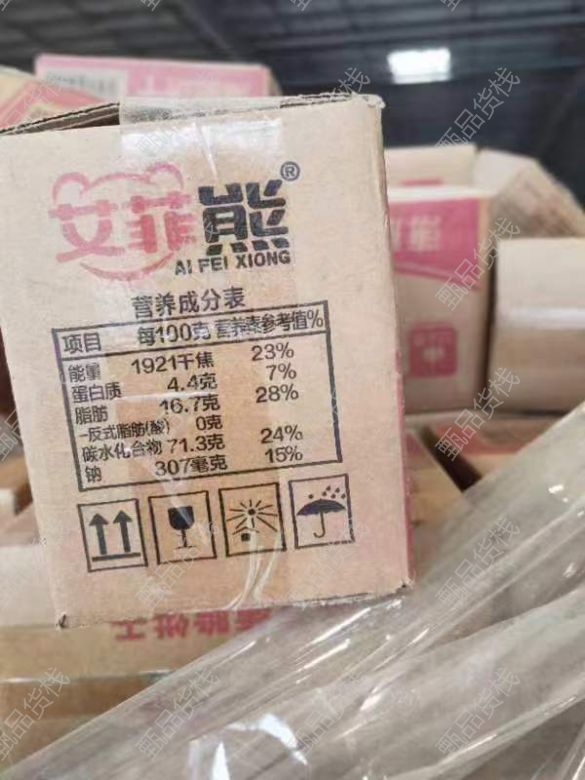 艾菲熊®
AI FEI XIONG
营养成分表
项目 每100克 营养素参考值%
能量 1921千焦 23%
蛋白质 4.4克 7%
脂肪 16.7克 28%
-反式脂肪(酸) 0克
碳水化合物 71.3克 24%
钠 307毫克 15%
甄品货栈